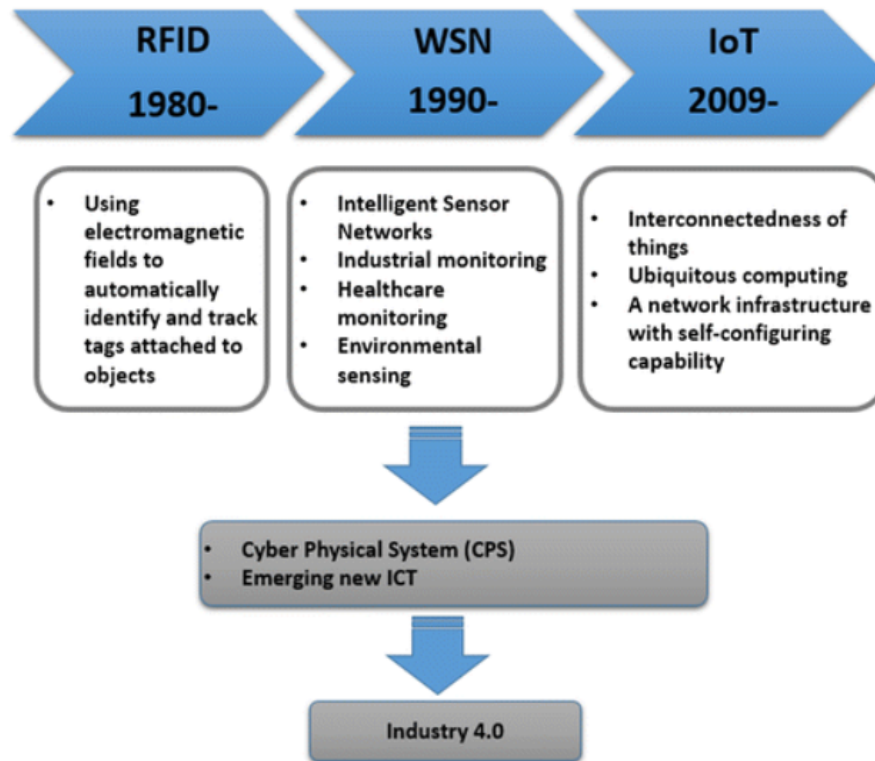 RFID
1980-
WSN
1990-
IoT
2009-
• Using
electromagnetic
fields to
automatically
identify and track
tags attached to
objects
• Intelligent Sensor
Networks
• Industrial monitoring
• Healthcare
monitoring
• Environmental
sensing
• Interconnectedness of
things
• Ubiquitous computing
• A network infrastructure
with self-configuring
capability
• Cyber Physical System (CPS)
• Emerging new ICT
Industry 4.0